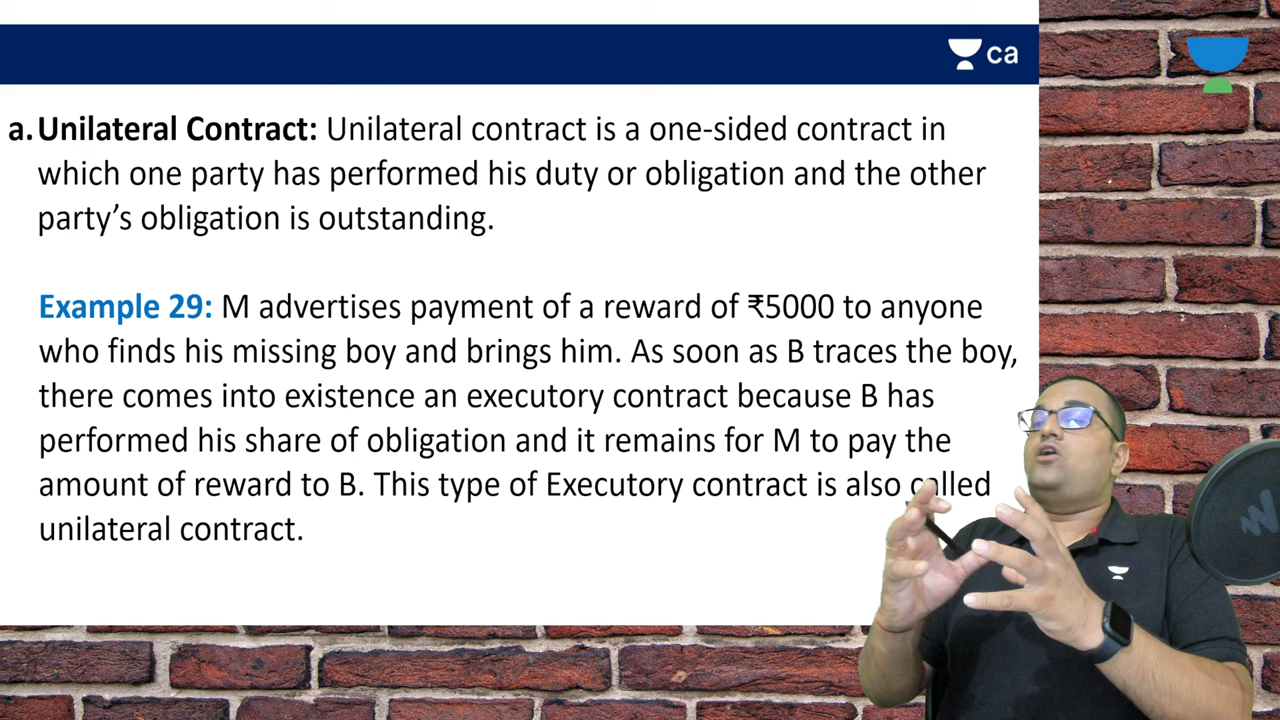 ca
a. Unilateral Contract: Unilateral contract is a one-sided contract in
which one party has performed his duty or obligation and the other
party’s obligation is outstanding.
Example 29: M advertises payment of a reward of ₹5000 to anyone
who finds his missing boy and brings him. As soon as B traces the boy,
there comes into existence an executory contract because B has
performed his share of obligation and it remains for M to pay the
amount of reward to B. This type of Executory contract is also called
unilateral contract.